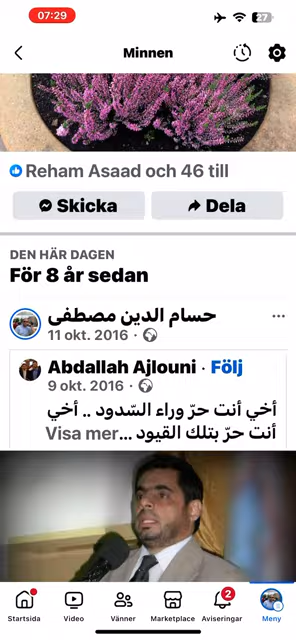 07:29
27
Minnen
Reham Asaad och 46 till
Skicka
Dela
DEN HÄR DAGEN
För 8 år sedan
حسام الدين مصطفى
11 okt. 2016
Abdallah Ajlouni · Följ
9 okt. 2016
أخي أنت حرّ وراء السّدود .. أخي
أنت حرّ بتلك القيود ... Visa mer
Startsida
Video
Vänner
Marketplace
2
Aviseringar
Meny